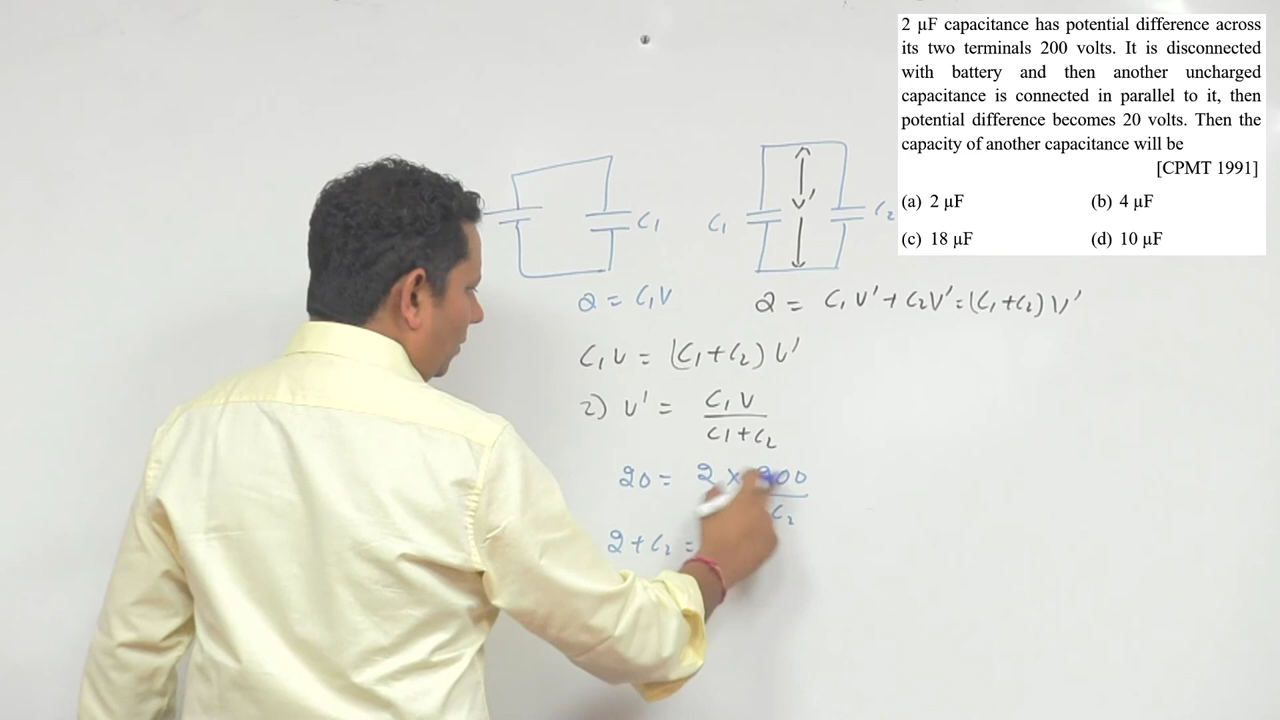 2 μF capacitance has potential difference across
its two terminals 200 volts. It is disconnected
with battery and then another uncharged
capacitance is connected in parallel to it, then
potential difference becomes 20 volts. Then the
capacity of another capacitance will be
[CPMT 1991]
(a) 2 μF (b) 4 μF
(c) 18 μF (d) 10 μF
C1 C1 V' C2
Q = C1V
Q = C1V' + C2V' = (C1+C2)V'
C1V = (C1+C2)V'
2) V' = C1V / C1+C2
20 = 2 × 200
C2
2+C2 =